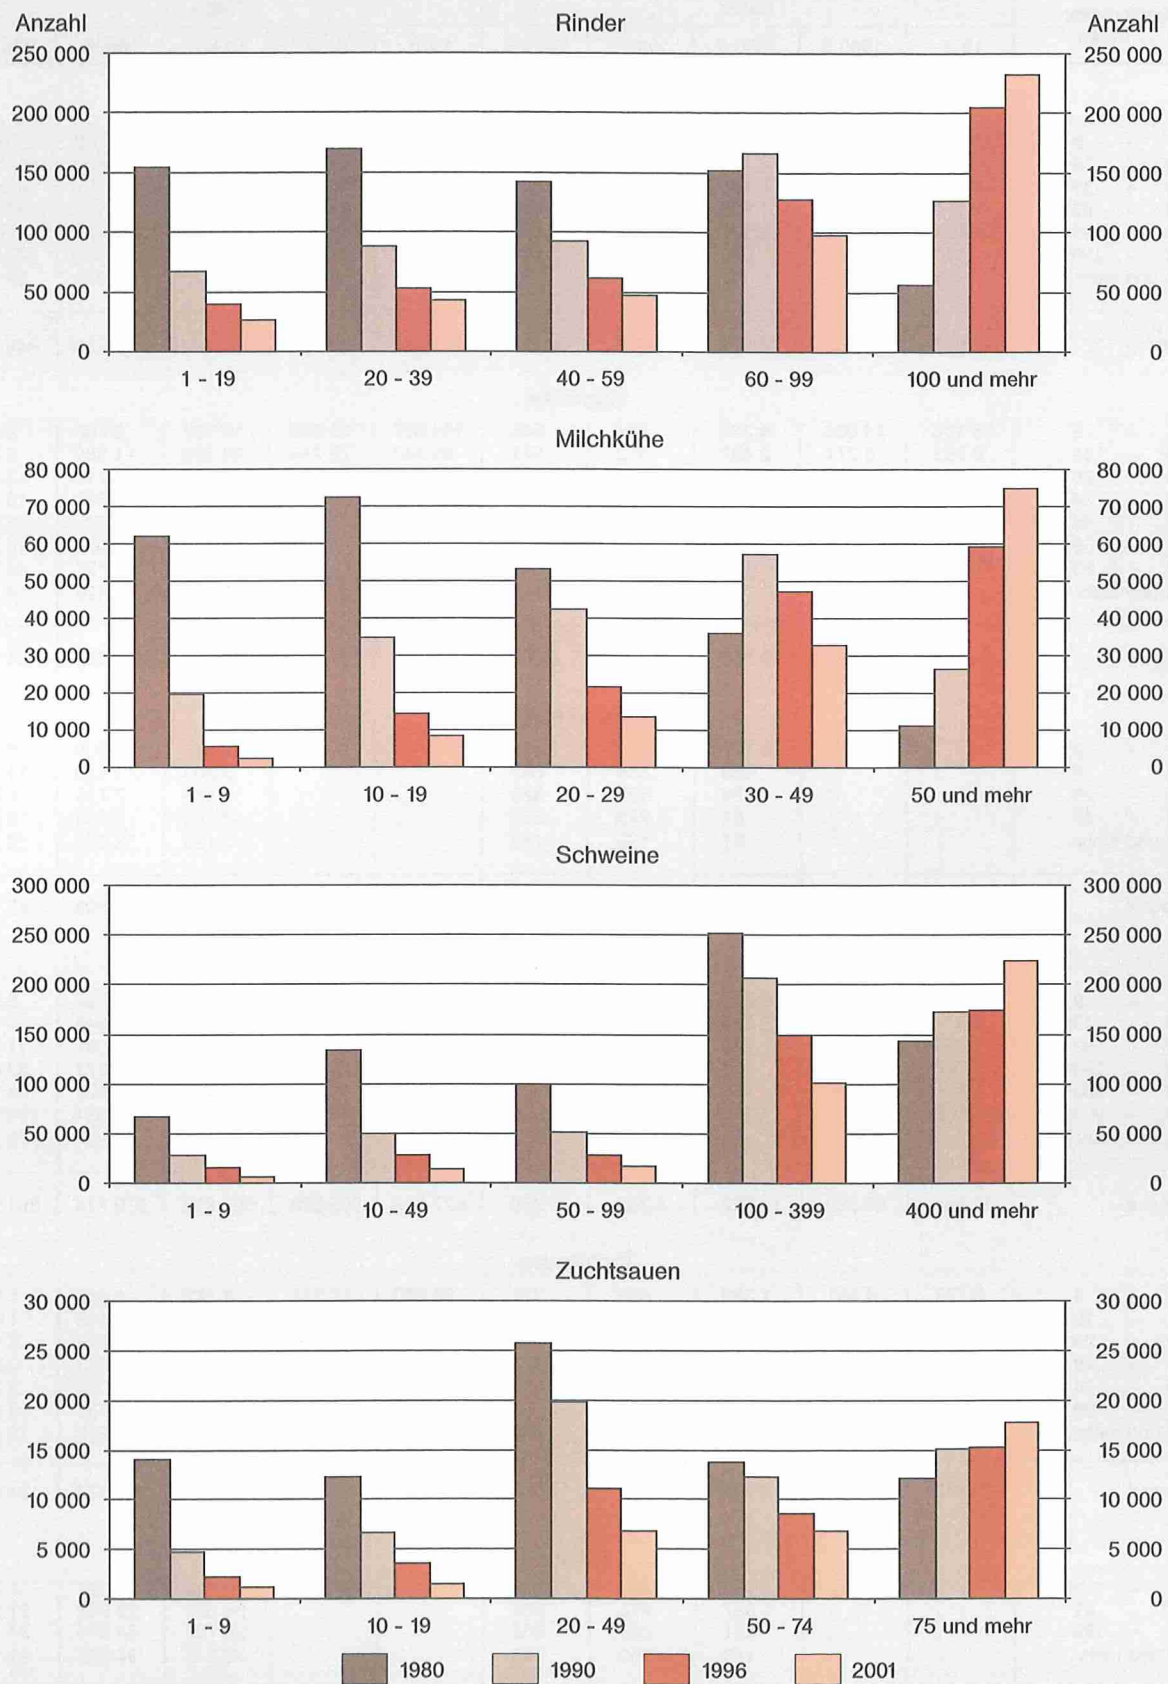 Anzahl Rinder Anzahl
250 000 250 000
200 000 200 000
150 000 150 000
100 000 100 000
50 000 50 000
0 0
1 - 19 20 - 39 40 - 59 60 - 99 100 und mehr
Milchkühe
80 000 80 000
70 000 70 000
60 000 60 000
50 000 50 000
40 000 40 000
30 000 30 000
20 000 20 000
10 000 10 000
0 0
1 - 9 10 - 19 20 - 29 30 - 49 50 und mehr
Schweine
300 000 300 000
250 000 250 000
200 000 200 000
150 000 150 000
100 000 100 000
50 000 50 000
0 0
1 - 9 10 - 49 50 - 99 100 - 399 400 und mehr
Zuchtsauen
30 000 30 000
25 000 25 000
20 000 20 000
15 000 15 000
10 000 10 000
5 000 5 000
0 0
1 - 9 10 - 19 20 - 49 50 - 74 75 und mehr
1980 1990 1996 2001